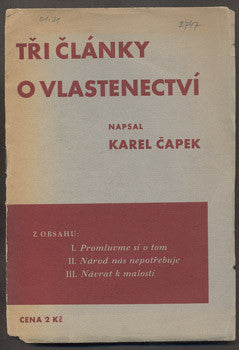 2747
TŘI ČLÁNKY
O VLASTENECTVÍ
NAPSAL
KAREL ČAPEK
Z OBSAHU:
I. Promluvme si o tom
II. Národ nás nepotřebuje
III. Návrat k malosti
CENA 2 Kč